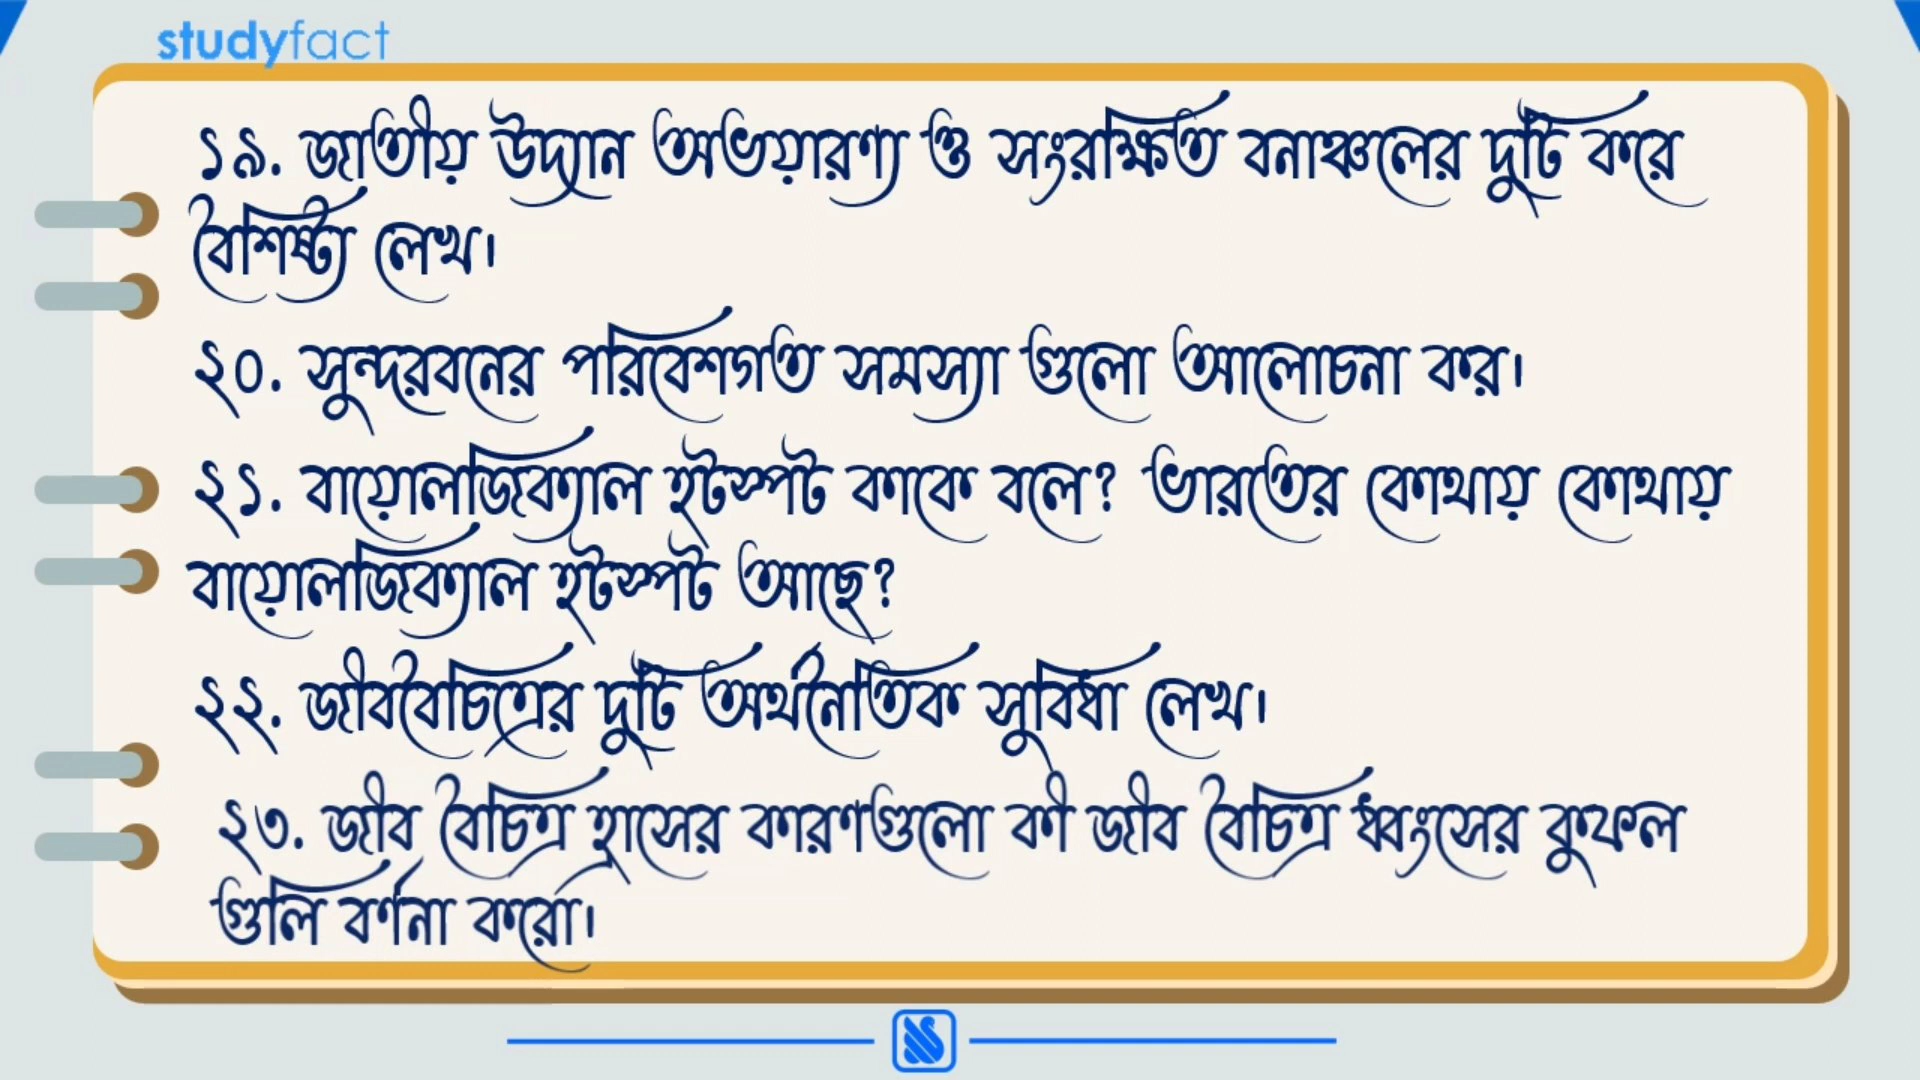 studyfact
১৯. জাতীয় উদ্যান অভয়ারণ্য ও সংরক্ষিত বনাঞ্চলের দুটি করে
বৈশিষ্ট্য লেখ।
২০. সুন্দরবনের পরিবেশগত সমস্যা গুলো আলোচনা কর।
২১. বায়োলজিক্যাল হটস্পট কাকে বলে? ভারতের কোথায় কোথায়
বায়োলজিক্যাল হটস্পট আছে?
২২. জীববৈচিত্রের দুটি অর্থনৈতিক সুবিধা লেখ।
২৩. জীব বৈচিত্র হ্রাসের কারণগুলো কী জীব বৈচিত্র ধ্বংসের কুফল
গুলি বর্ণনা করো।